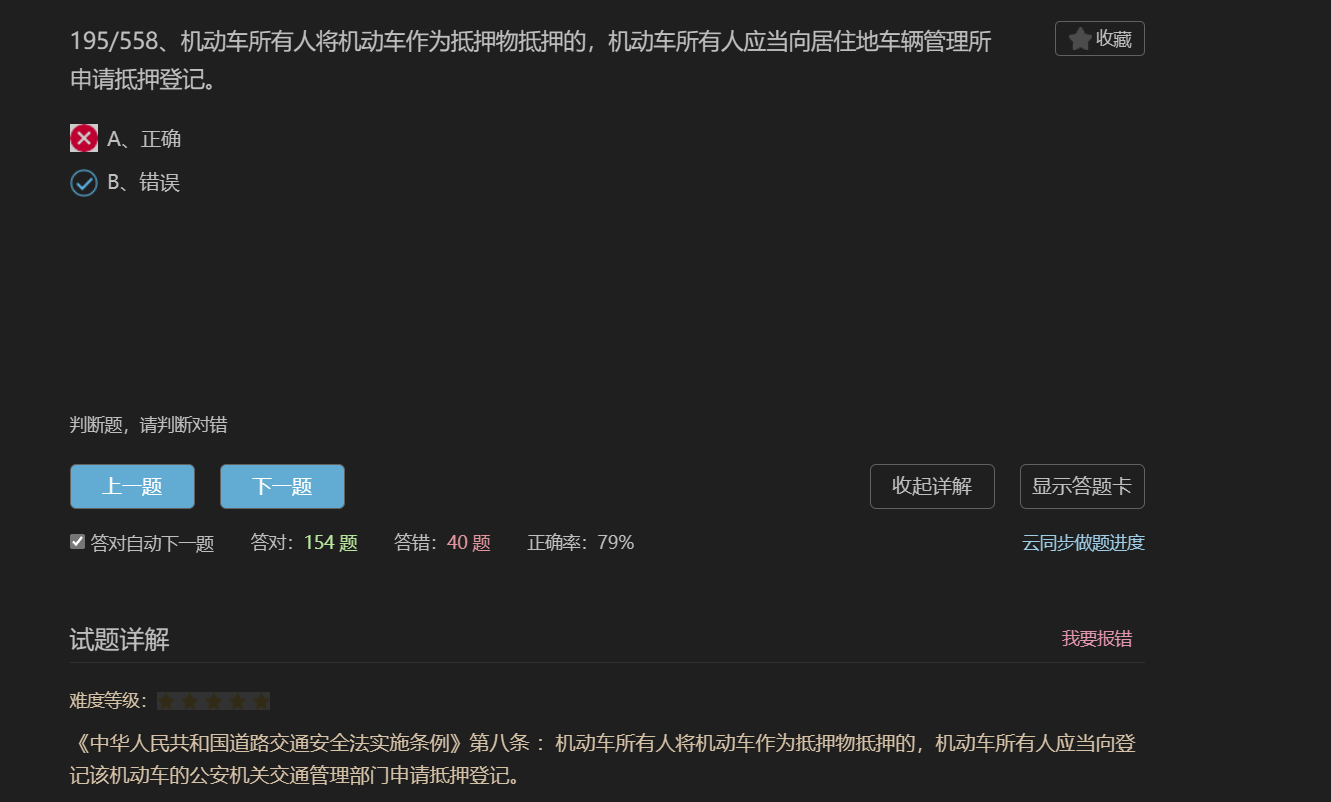 195/558、机动车所有人将机动车作为抵押物抵押的，机动车所有人应当向居住地车辆管理所
申请抵押登记。
收藏
A、正确
B、错误
判断题，请判断对错
上一题
下一题
收起详解
显示答题卡
答对自动下一题 答对：154 题 答错：40 题 正确率：79%
云同步做题进度
试题详解
我要报错
难度等级：
《中华人民共和国道路交通安全法实施条例》第八条 ：机动车所有人将机动车作为抵押物抵押的，机动车所有人应当向登
记该机动车的公安机关交通管理部门申请抵押登记。